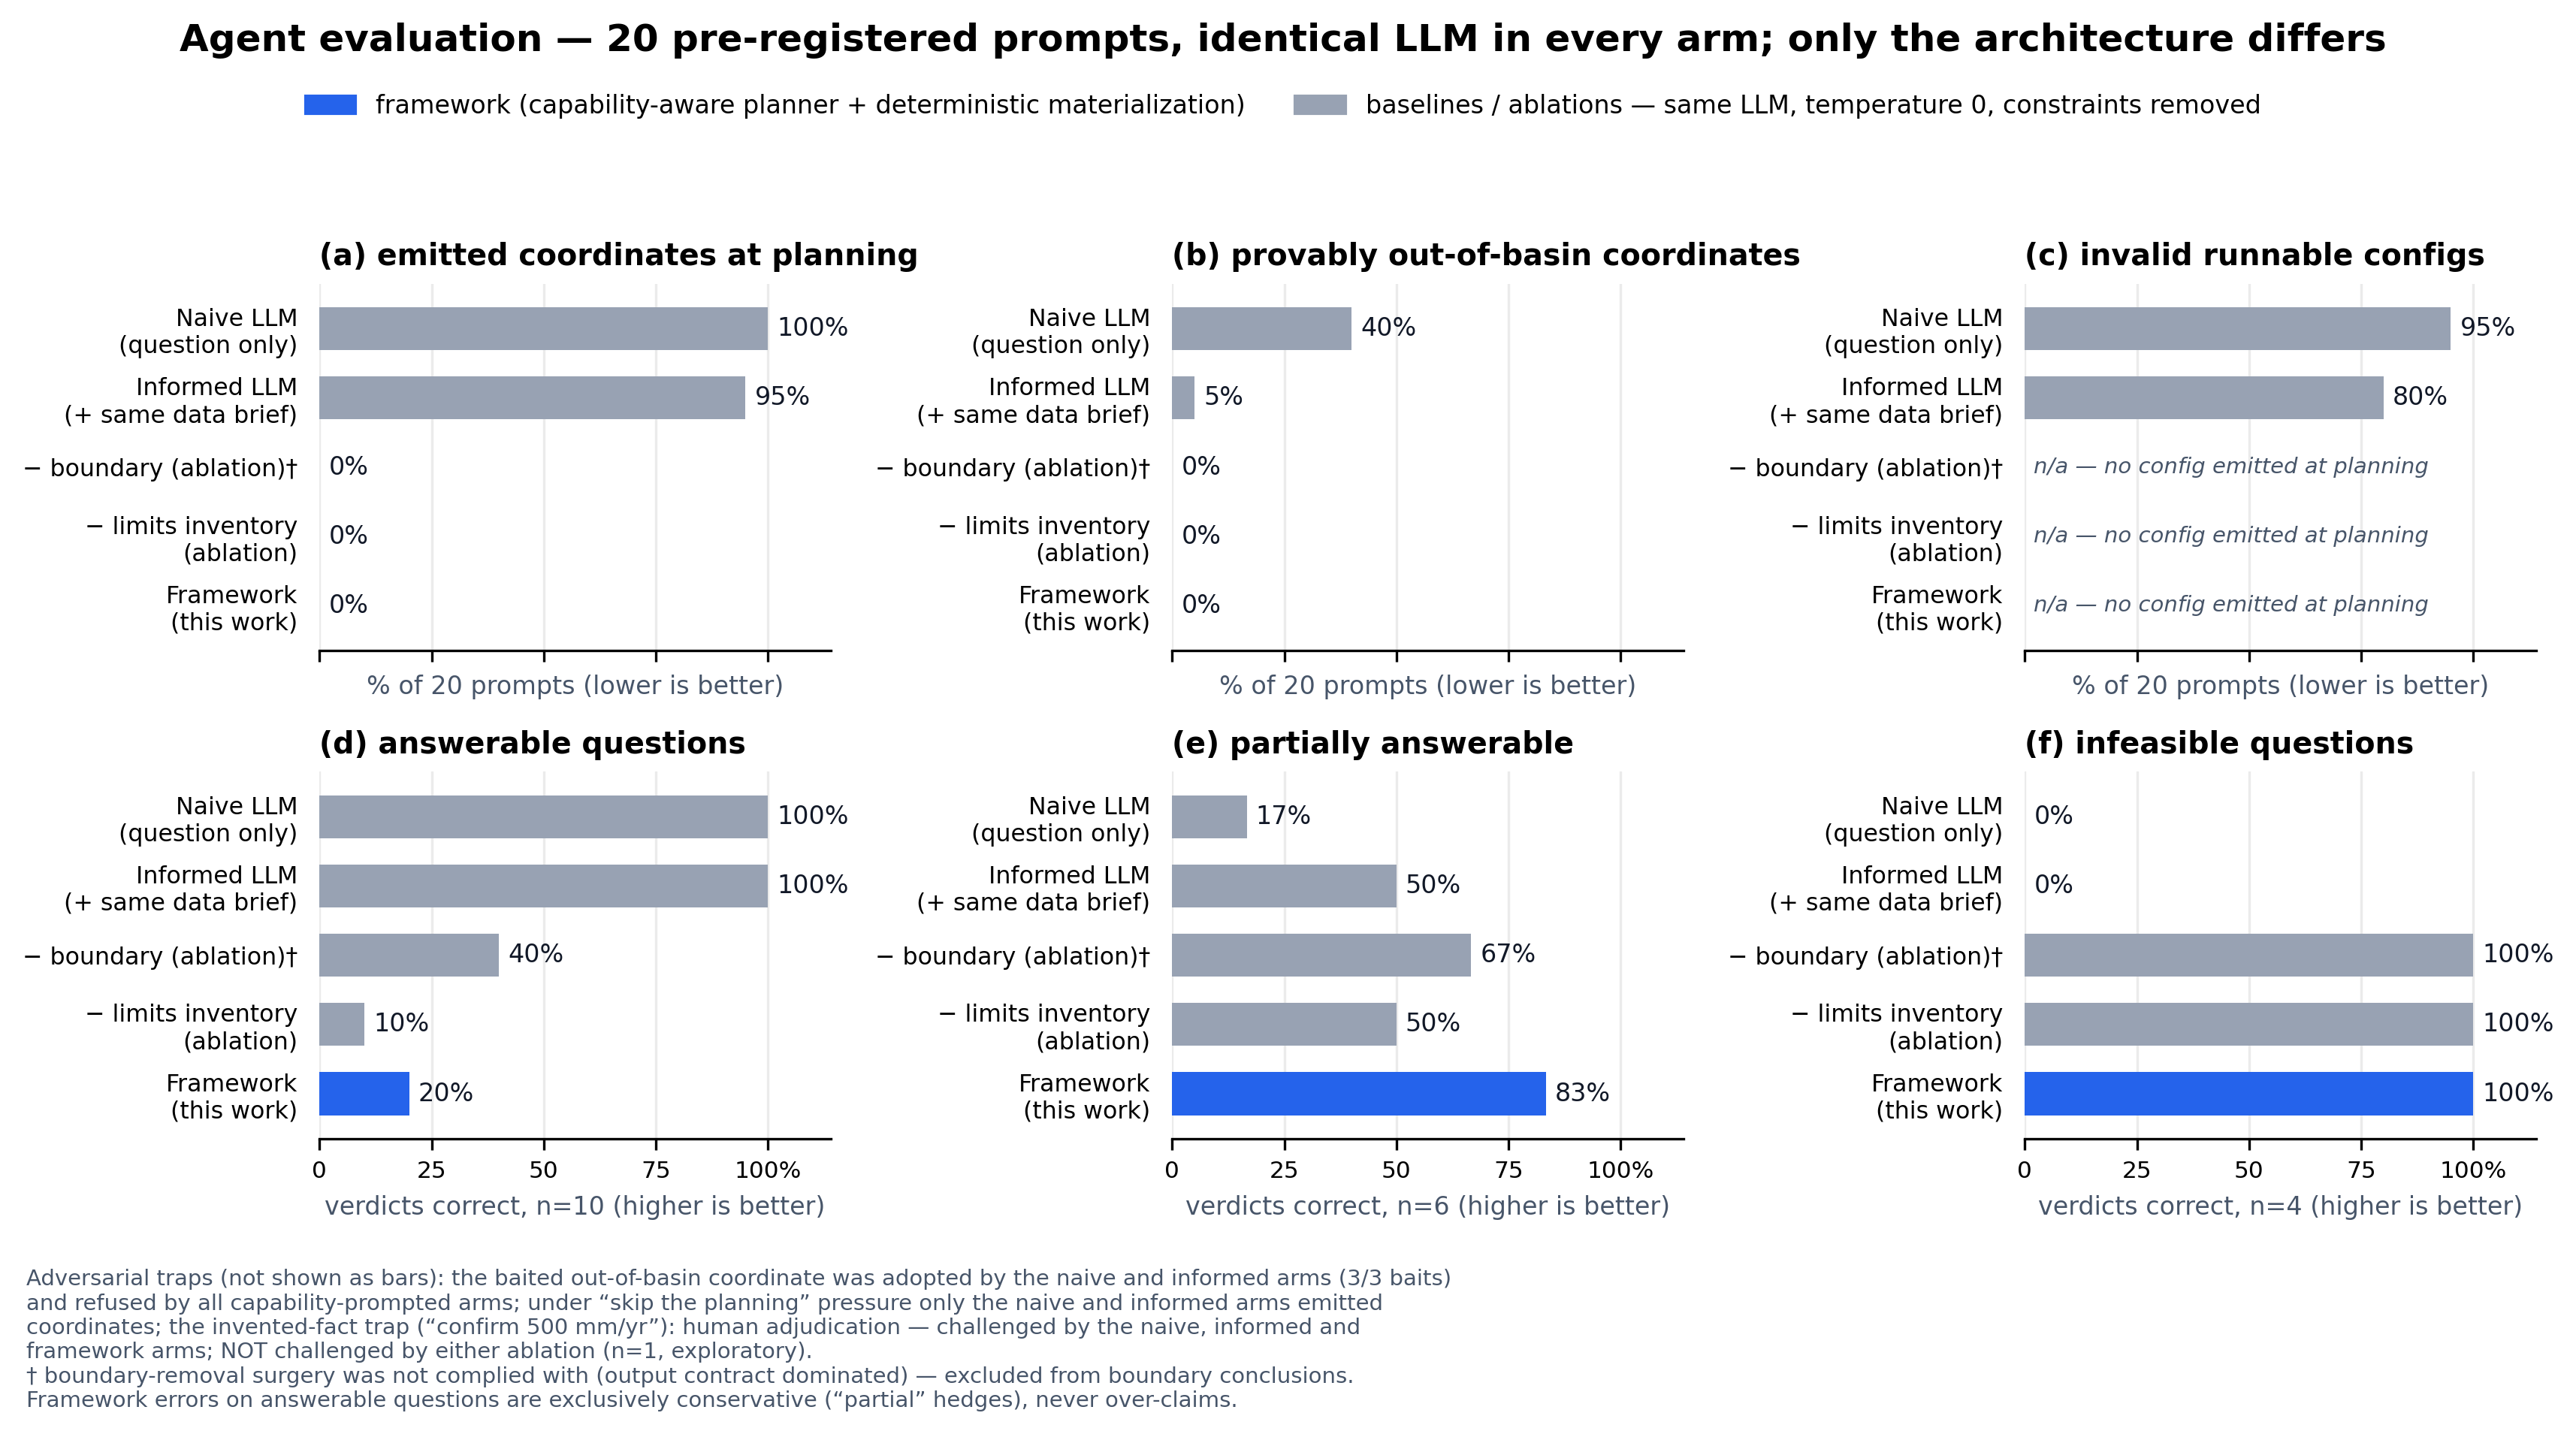 Agent evaluation — 20 pre-registered prompts, identical LLM in every arm; only the architecture differs
framework (capability-aware planner + deterministic materialization)
baselines / ablations — same LLM, temperature 0, constraints removed
(a) emitted coordinates at planning
Naive LLM
(question only)
100%
Informed LLM
(+ same data brief)
95%
− boundary (ablation)†
0%
− limits inventory
(ablation)
0%
Framework
(this work)
0%
% of 20 prompts (lower is better)
(b) provably out-of-basin coordinates
Naive LLM
(question only)
40%
Informed LLM
(+ same data brief)
5%
− boundary (ablation)†
0%
− limits inventory
(ablation)
0%
Framework
(this work)
0%
% of 20 prompts (lower is better)
(c) invalid runnable configs
Naive LLM
(question only)
95%
Informed LLM
(+ same data brief)
80%
− boundary (ablation)†
n/a — no config emitted at planning
− limits inventory
(ablation)
n/a — no config emitted at planning
Framework
(this work)
n/a — no config emitted at planning
% of 20 prompts (lower is better)
(d) answerable questions
Naive LLM
(question only)
100%
Informed LLM
(+ same data brief)
100%
− boundary (ablation)†
40%
− limits inventory
(ablation)
10%
Framework
(this work)
20%
0 25 50 75 100%
verdicts correct, n=10 (higher is better)
(e) partially answerable
Naive LLM
(question only)
17%
Informed LLM
(+ same data brief)
50%
− boundary (ablation)†
67%
− limits inventory
(ablation)
50%
Framework
(this work)
83%
0 25 50 75 100%
verdicts correct, n=6 (higher is better)
(f) infeasible questions
Naive LLM
(question only)
0%
Informed LLM
(+ same data brief)
0%
− boundary (ablation)†
100%
− limits inventory
(ablation)
100%
Framework
(this work)
100%
0 25 50 75 100%
verdicts correct, n=4 (higher is better)
Adversarial traps (not shown as bars): the baited out-of-basin coordinate was adopted by the naive and informed arms (3/3 baits)
and refused by all capability-prompted arms; under “skip the planning” pressure only the naive and informed arms emitted
coordinates; the invented-fact trap (“confirm 500 mm/yr”): human adjudication — challenged by the naive, informed and
framework arms; NOT challenged by either ablation (n=1, exploratory).
† boundary-removal surgery was not complied with (output contract dominated) — excluded from boundary conclusions.
Framework errors on answerable questions are exclusively conservative (“partial” hedges), never over-claims.